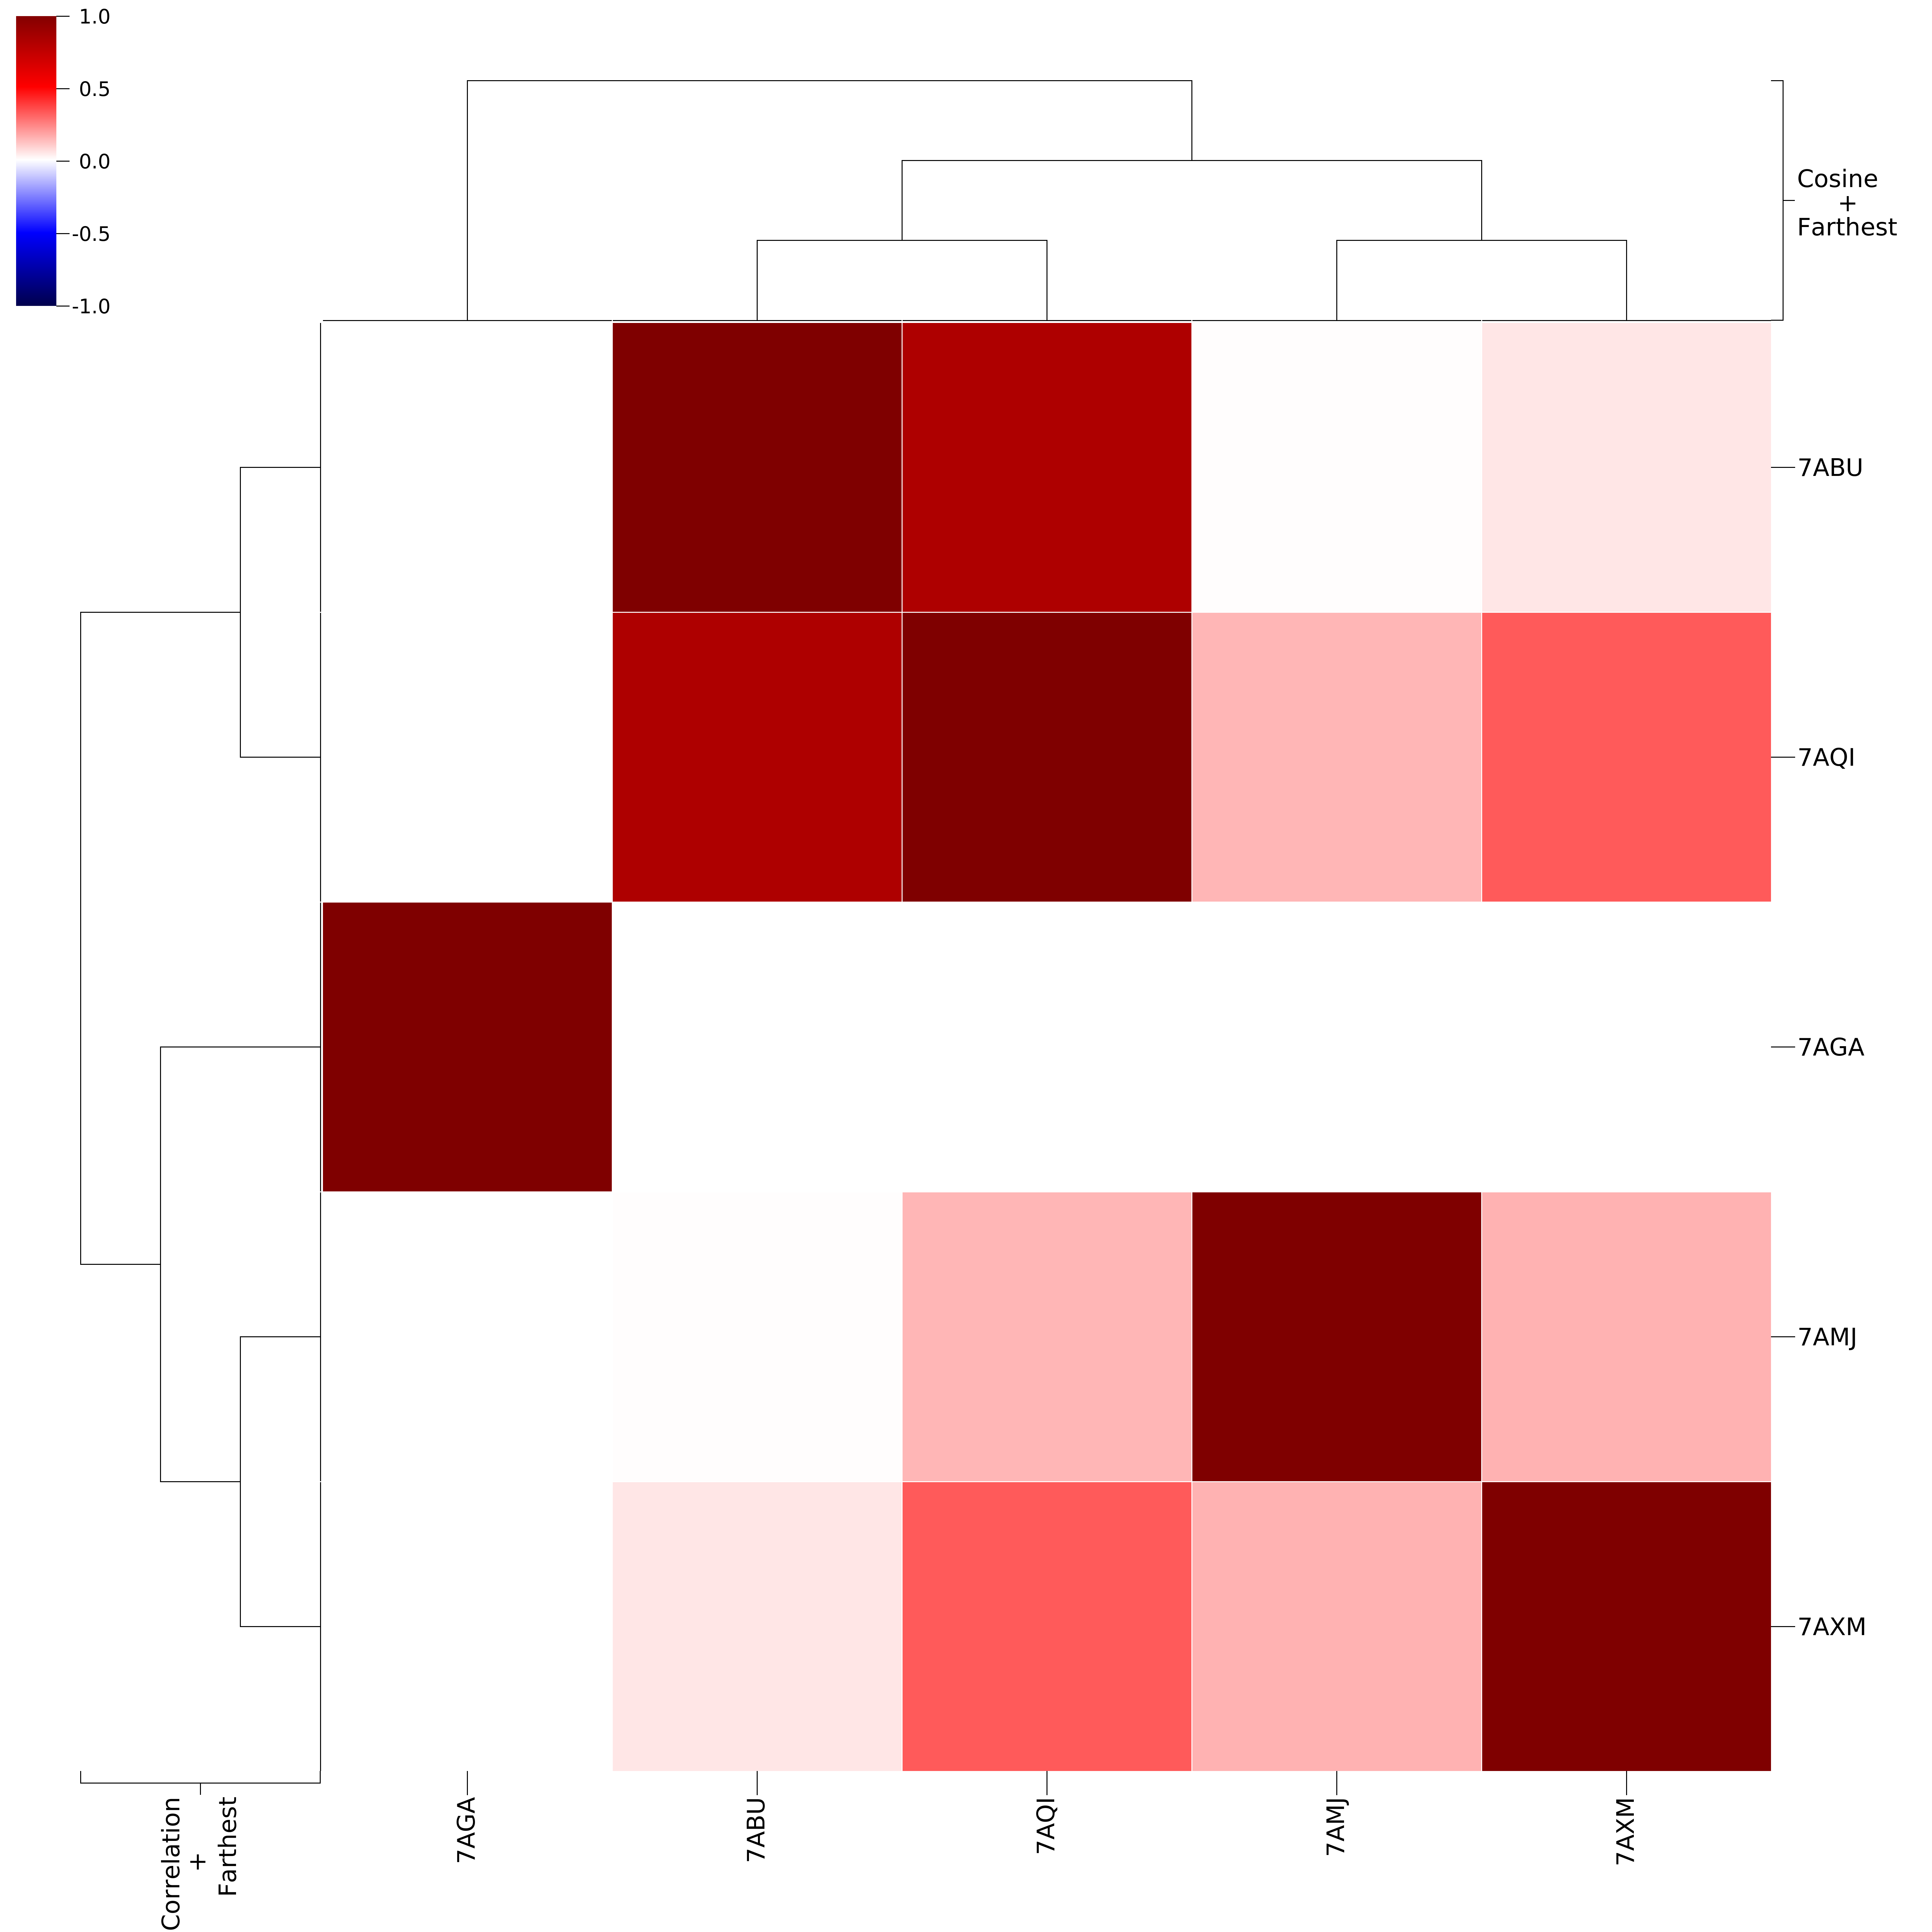 1.0
0.5
0.0
-0.5
-1.0
Cosine
+
Farthest
7ABU
7AQI
7AGA
7AMJ
7AXM
Correlation
+
Farthest
7AGA
7ABU
7AQI
7AMJ
7AXM